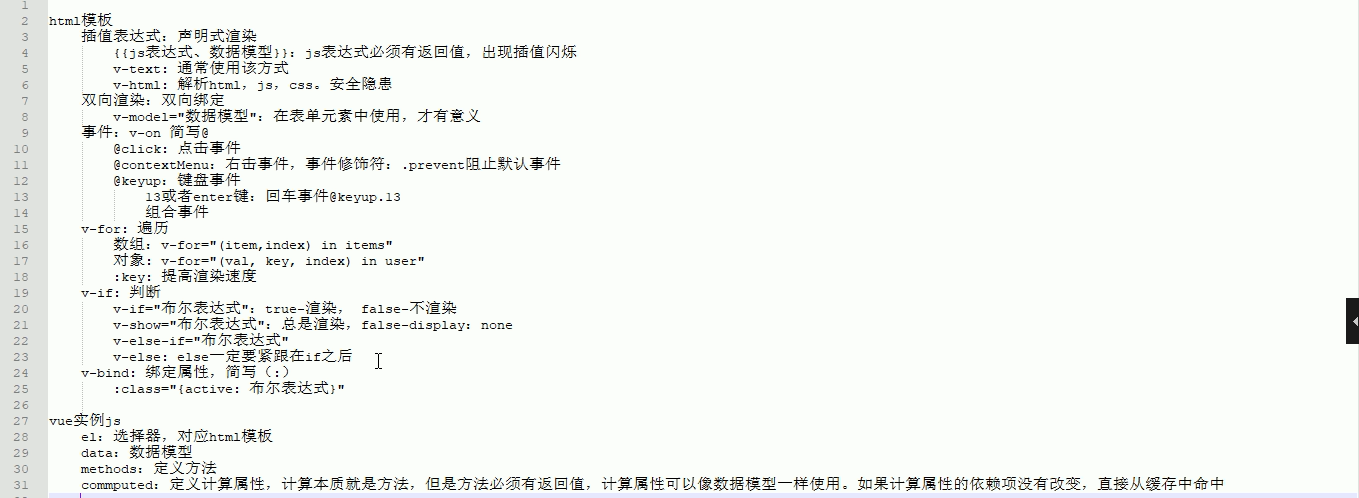 1
2 html模板
3     插值表达式：声明式渲染
4         {{js表达式、数据模型}}：js表达式必须有返回值，出现插值闪烁
5         v-text：通常使用该方式
6         v-html：解析html，js，css。安全隐患
7     双向渲染：双向绑定
8         v-model="数据模型"：在表单元素中使用，才有意义
9     事件：v-on 简写@
10         @click：点击事件
11         @contextMenu：右击事件，事件修饰符：.prevent阻止默认事件
12         @keyup：键盘事件
13             13或者enter键：回车事件@keyup.13
14             组合事件
15     v-for：遍历
16         数组：v-for="(item,index) in items"
17         对象：v-for="(val, key, index) in user"
18         :key：提高渲染速度
19     v-if：判断
20         v-if="布尔表达式"：true-渲染， false-不渲染
21         v-show="布尔表达式"：总是渲染，false-display：none
22         v-else-if="布尔表达式"
23         v-else：else一定要紧跟在if之后
24     v-bind：绑定属性，简写（:）
25         :class="{active: 布尔表达式}"
26
27 vue实例js
28     el：选择器，对应html模板
29     data：数据模型
30     methods：定义方法
31     commputed：定义计算属性，计算本质就是方法，但是方法必须有返回值，计算属性可以像数据模型一样使用。如果计算属性的依赖项没有改变，直接从缓存中命中